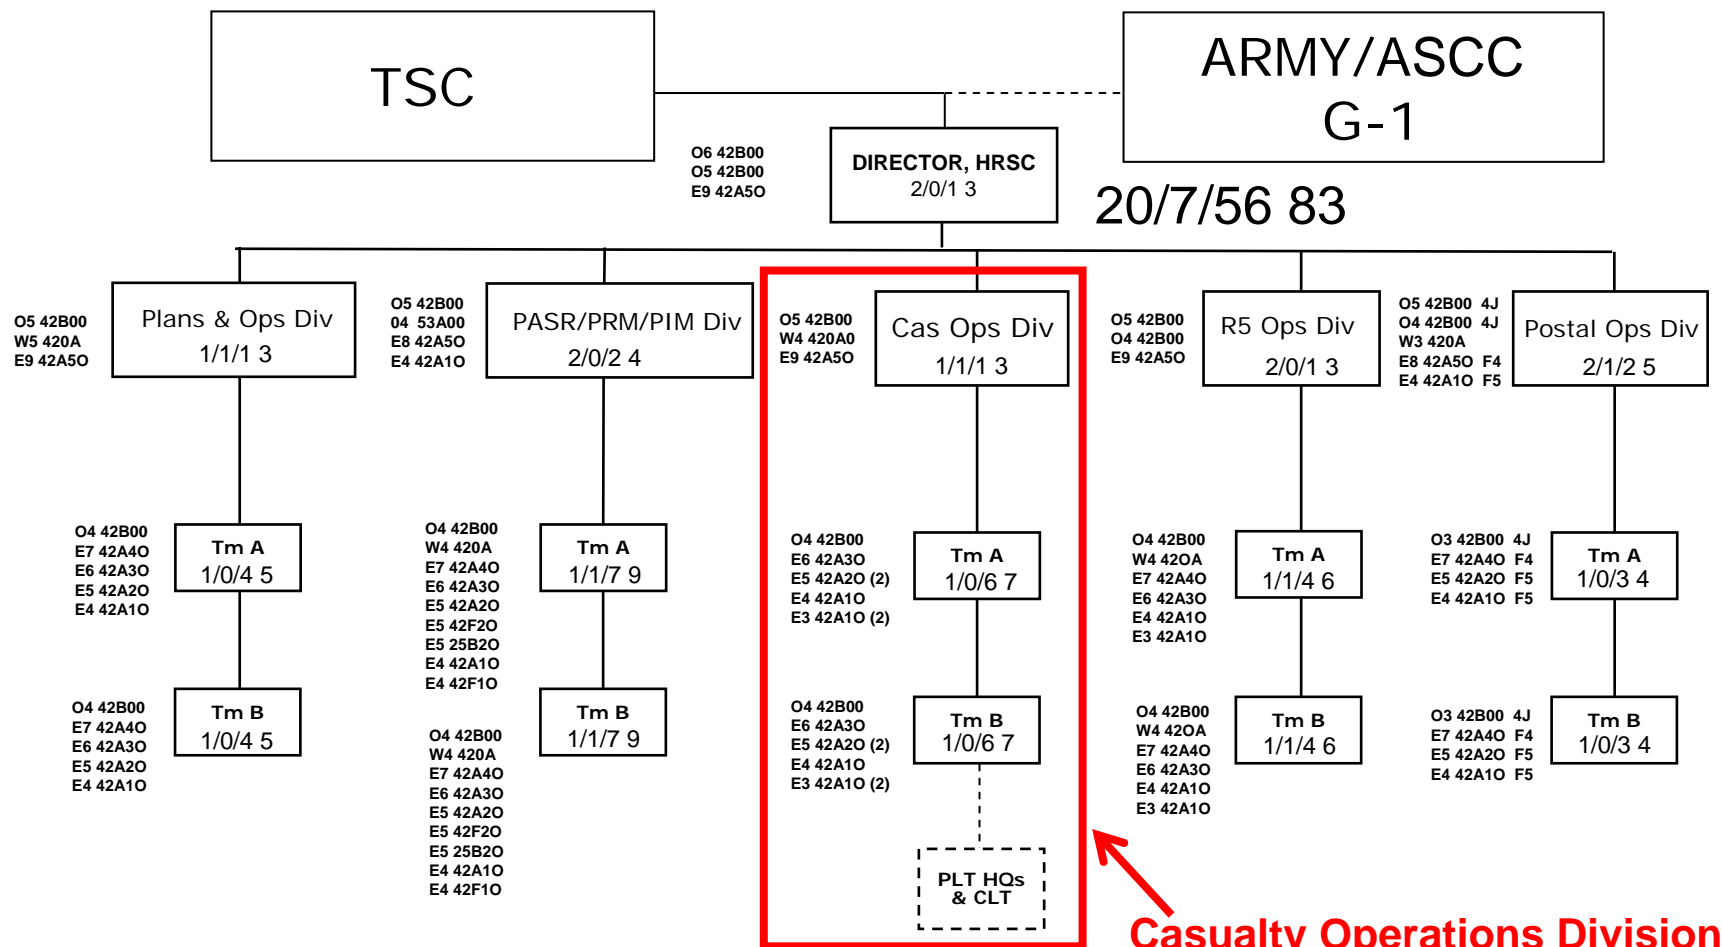 TSC
ARMY/ASCC
G-1
O6 42B00
O5 42B00
E9 42A5O
DIRECTOR, HRSC
2/0/1 3
20/7/56 83
O5 42B00
W5 420A
E9 42A5O
Plans & Ops Div
1/1/1 3
O5 42B00
04 53A00
E8 42A5O
E4 42A1O
PASR/PRM/PIM Div
2/0/2 4
O5 42B00
W4 420A0
E9 42A5O
Cas Ops Div
1/1/1 3
O5 42B00
O4 42B00
E9 42A5O
R5 Ops Div
2/0/1 3
O5 42B00 4J
O4 42B00 4J
W3 420A
E8 42A5O F4
E4 42A1O F5
Postal Ops Div
2/1/2 5
O4 42B00
E7 42A4O
E6 42A3O
E5 42A2O
E4 42A1O
Tm A
1/0/4 5
O4 42B00
W4 420A
E7 42A4O
E6 42A3O
E5 42A2O
E5 42F2O
E5 25B2O
E4 42A1O
E4 42F1O
Tm A
1/1/7 9
O4 42B00
E6 42A3O
E5 42A2O (2)
E4 42A1O
E3 42A1O (2)
Tm A
1/0/6 7
O4 42B00
W4 42OA
E7 42A4O
E6 42A3O
E4 42A1O
E3 42A1O
Tm A
1/1/4 6
O3 42B00 4J
E7 42A4O F4
E5 42A2O F5
E4 42A1O F5
Tm A
1/0/3 4
O4 42B00
E7 42A4O
E6 42A3O
E5 42A2O
E4 42A1O
Tm B
1/0/4 5
O4 42B00
W4 420A
E7 42A4O
E6 42A3O
E5 42A2O
E5 42F2O
E5 25B2O
E4 42A1O
E4 42F1O
Tm B
1/1/7 9
O4 42B00
E6 42A3O
E5 42A2O (2)
E4 42A1O
E3 42A1O (2)
Tm B
1/0/6 7
O4 42B00
W4 42OA
E7 42A4O
E6 42A3O
E4 42A1O
E3 42A1O
Tm B
1/1/4 6
O3 42B00 4J
E7 42A4O F4
E5 42A2O F5
E4 42A1O F5
Tm B
1/0/3 4
PLT HQs
& CLT
Casualty Operations Division